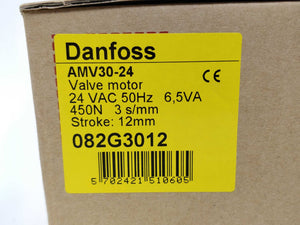 Danfoss
AMV30-24
CE
Valve motor
24 VAC 50Hz 6,5VA
450N 3 s/mm
Stroke: 12mm
082G3012
5 702421 510605